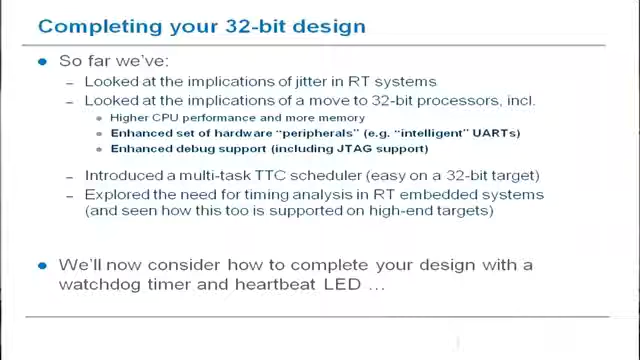 Completing your 32-bit design
● So far we've:
– Looked at the implications of jitter in RT systems
– Looked at the implications of a move to 32-bit processors, incl.
● Higher CPU performance and more memory
● Enhanced set of hardware "peripherals" (e.g. "intelligent" UARTs)
● Enhanced debug support (including JTAG support)
– Introduced a multi-task TTC scheduler (easy on a 32-bit target)
– Explored the need for timing analysis in RT embedded systems
(and seen how this too is supported on high-end targets)
● We'll now consider how to complete your design with a
watchdog timer and heartbeat LED …